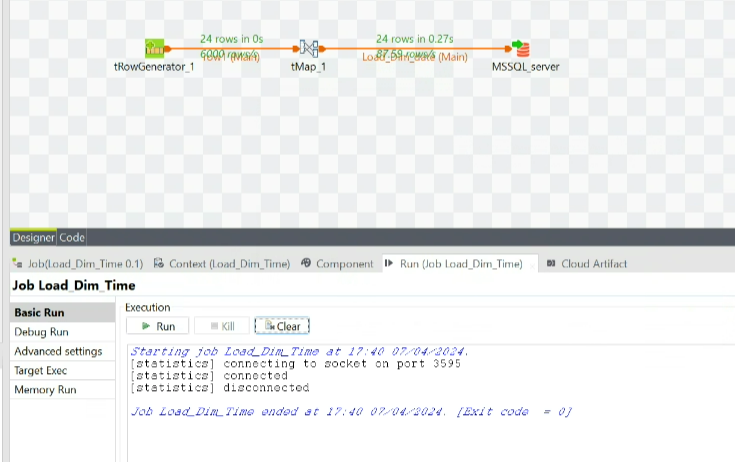 24 rows in 0s
24 rows in 0.27s
6000 rows/s
row1 (Main)
87.59 rows/s
Load_Dim_date (Main)
tRowGenerator_1
tMap_1
MSSQL_server
Designer
Code
Job(Load_Dim_Time 0.1)
Context (Load_Dim_Time)
Component
Run (Job Load_Dim_Time)
Cloud Artifact
Job Load_Dim_Time
Basic Run
Debug Run
Advanced settings
Target Exec
Memory Run
Execution
Run
Kill
Clear
Starting job Load_Dim_Time at 17:40 07/04/2024.
[statistics] connecting to socket on port 3595
[statistics] connected
[statistics] disconnected
Job Load_Dim_Time ended at 17:40 07/04/2024. [Exit code  = 0]